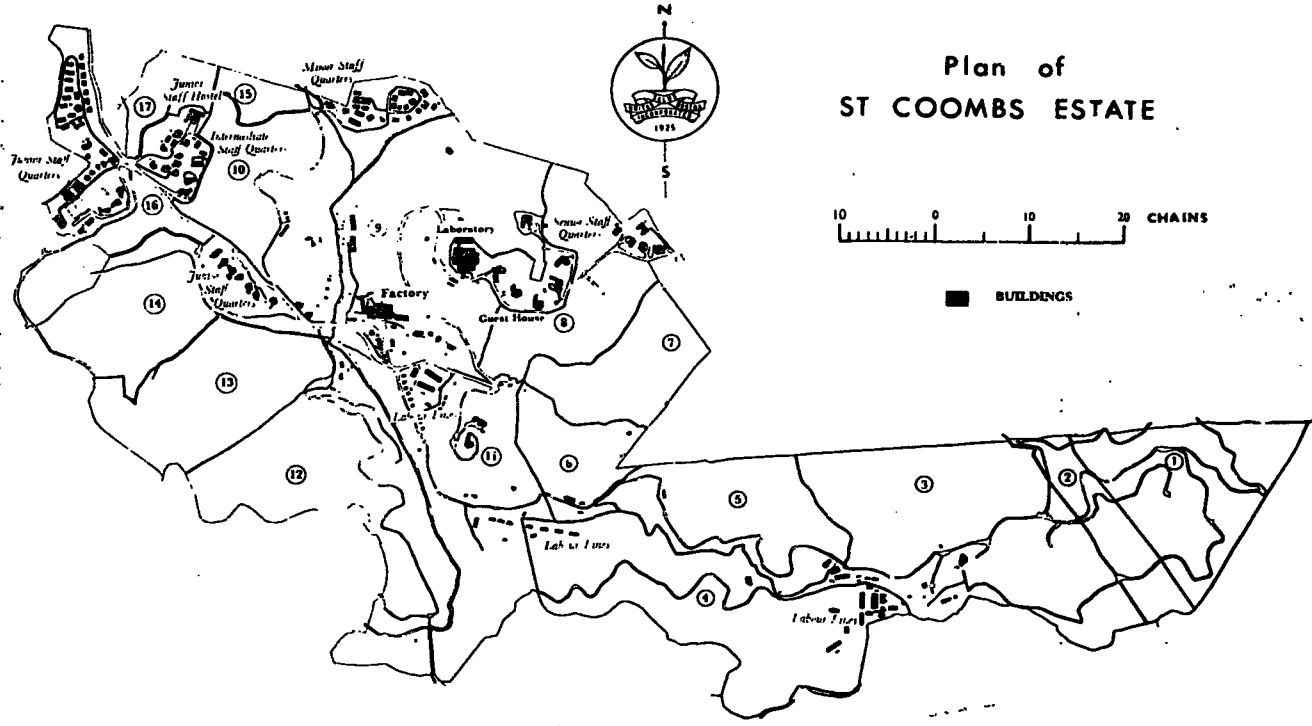 N
Plan of
ST COOMBS ESTATE
1925
S
10 0 10 20 CHAINS
BUILDINGS
Minor Staff
Quarters
Junior
Staff Hostel
17
15
Intermediate
Staff Quarters
10
Junior Staff
Quarters
16
9
Laboratory
Senior Staff
Quarters
Junior
Staff
Quarters
14
Factory
Guest House
8
7
13
Labour Lines
11
6
12
5
3
2
1
Labour Lines
4
Labour Lines